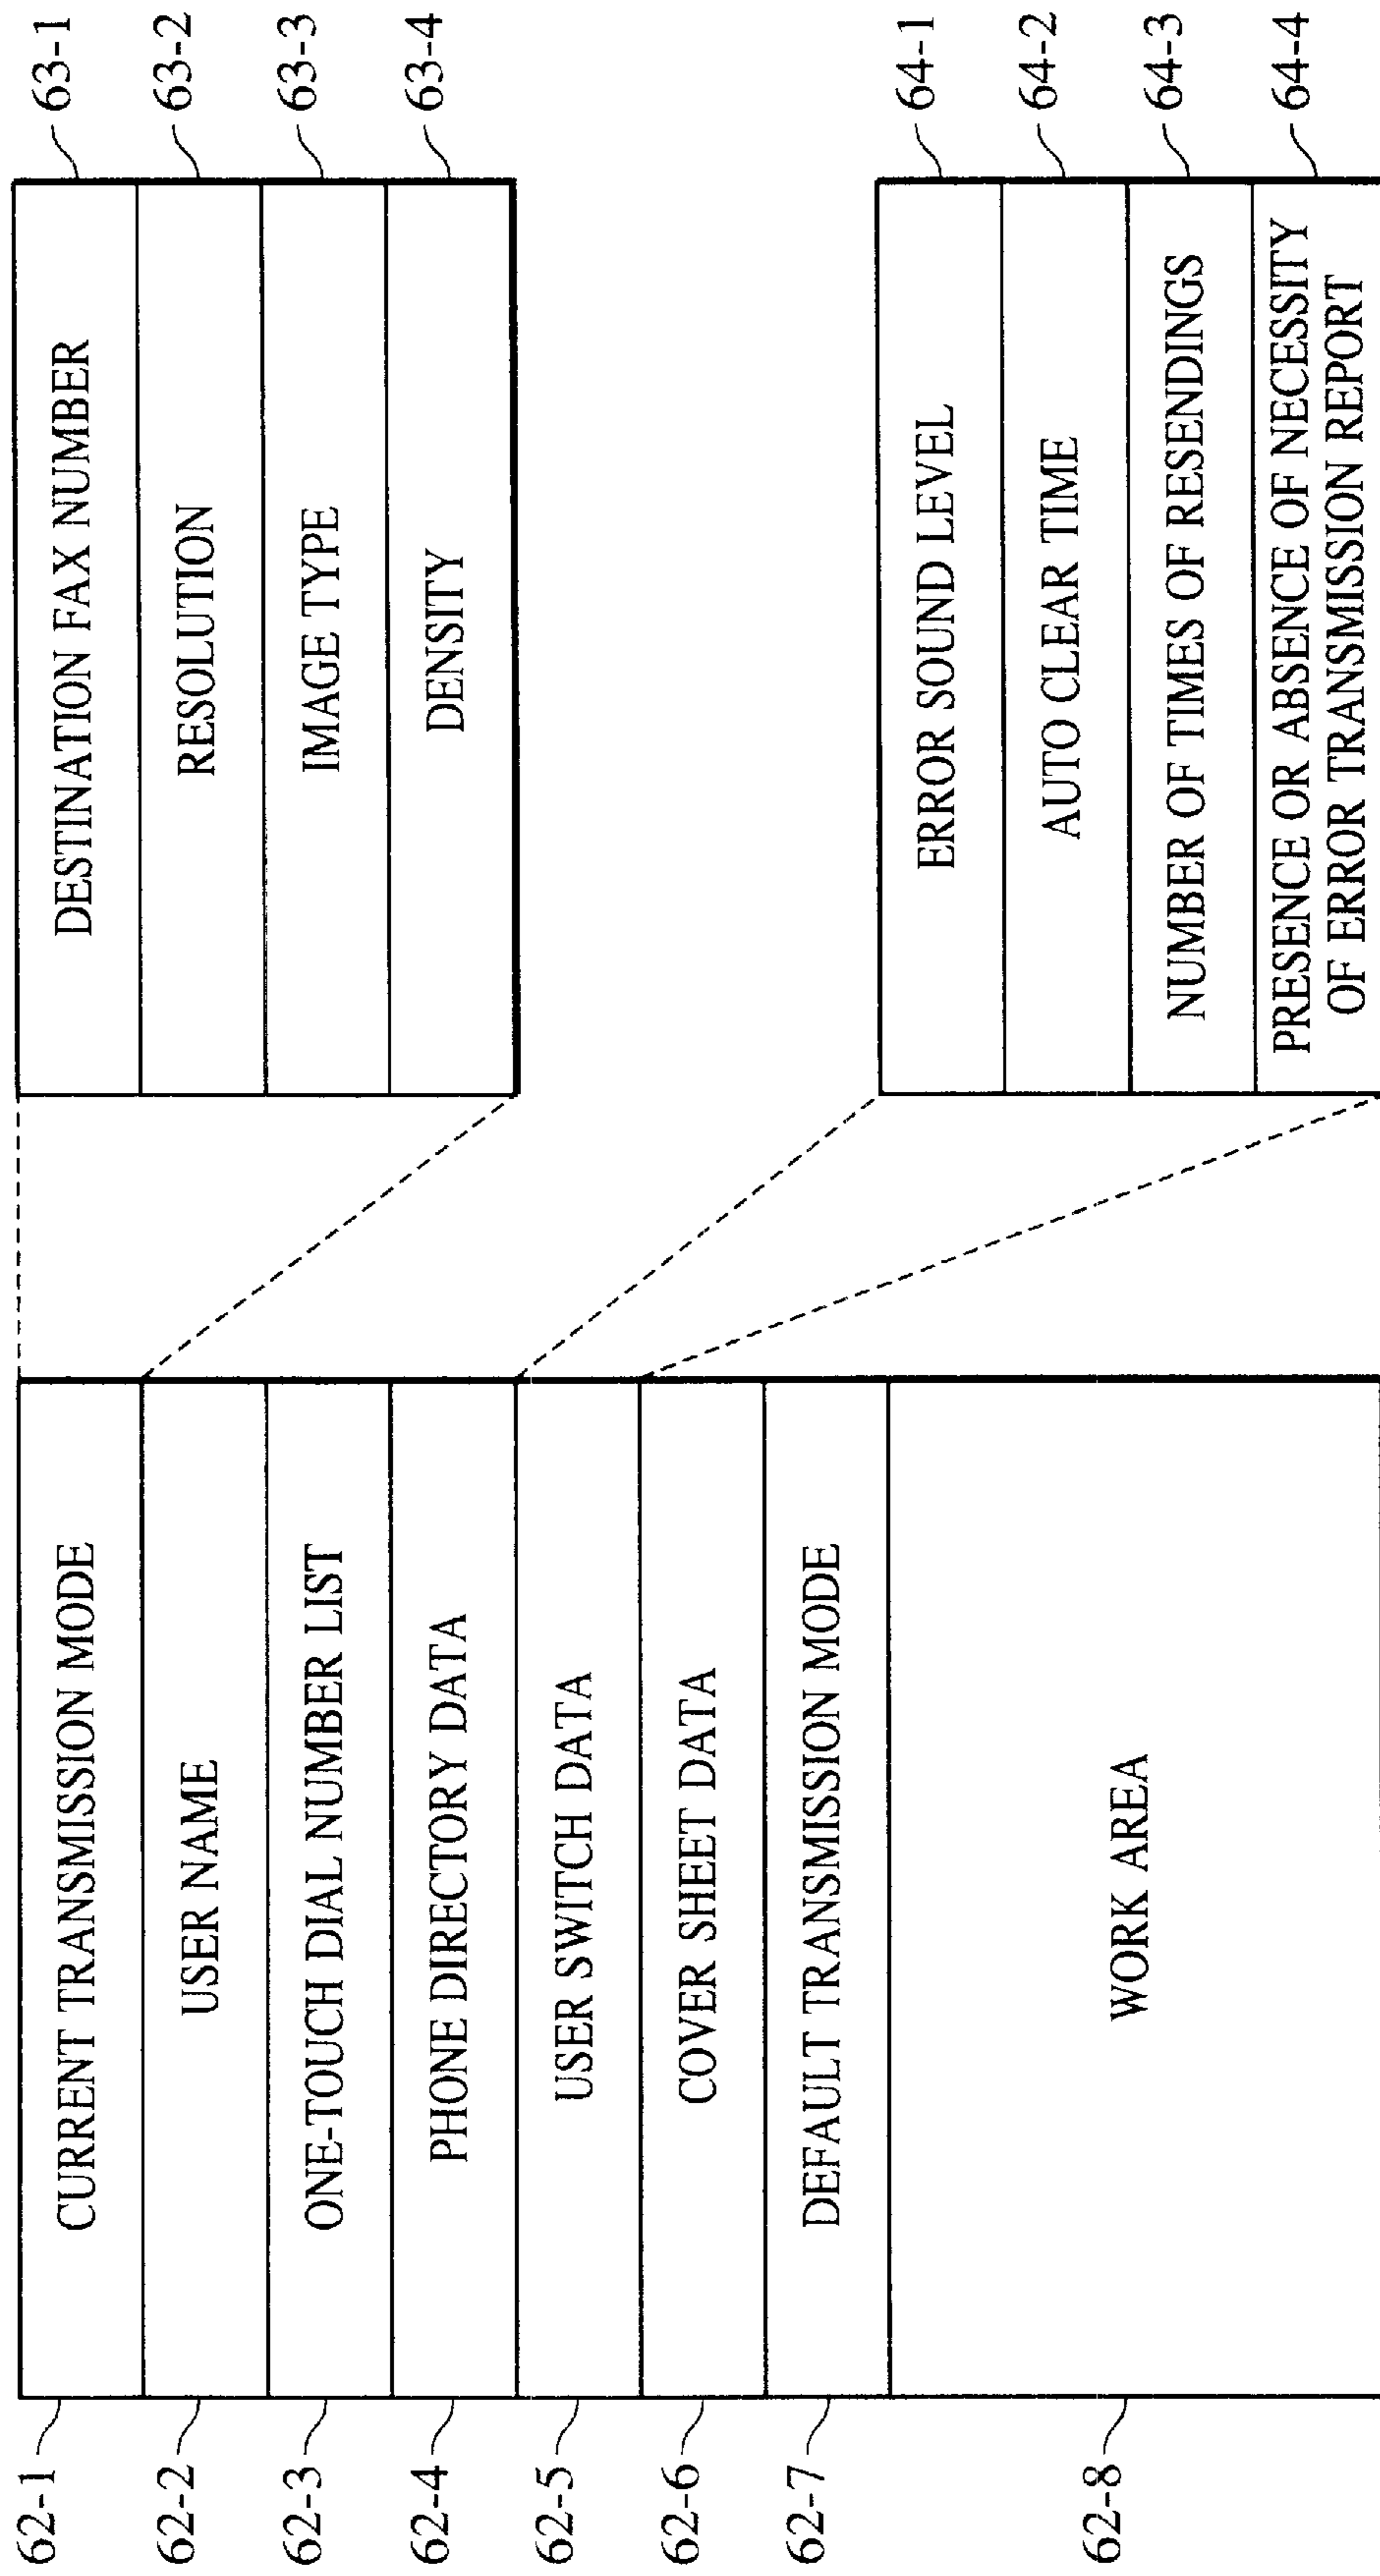 62-1
CURRENT TRANSMISSION MODE
62-2
USER NAME
62-3
ONE-TOUCH DIAL NUMBER LIST
62-4
PHONE DIRECTORY DATA
62-5
USER SWITCH DATA
62-6
COVER SHEET DATA
62-7
DEFAULT TRANSMISSION MODE
62-8
WORK AREA
DESTINATION FAX NUMBER
63-1
RESOLUTION
63-2
IMAGE TYPE
63-3
DENSITY
63-4
ERROR SOUND LEVEL
64-1
AUTO CLEAR TIME
64-2
NUMBER OF TIMES OF RESENDINGS
64-3
PRESENCE OR ABSENCE OF NECESSITY
OF ERROR TRANSMISSION REPORT
64-4